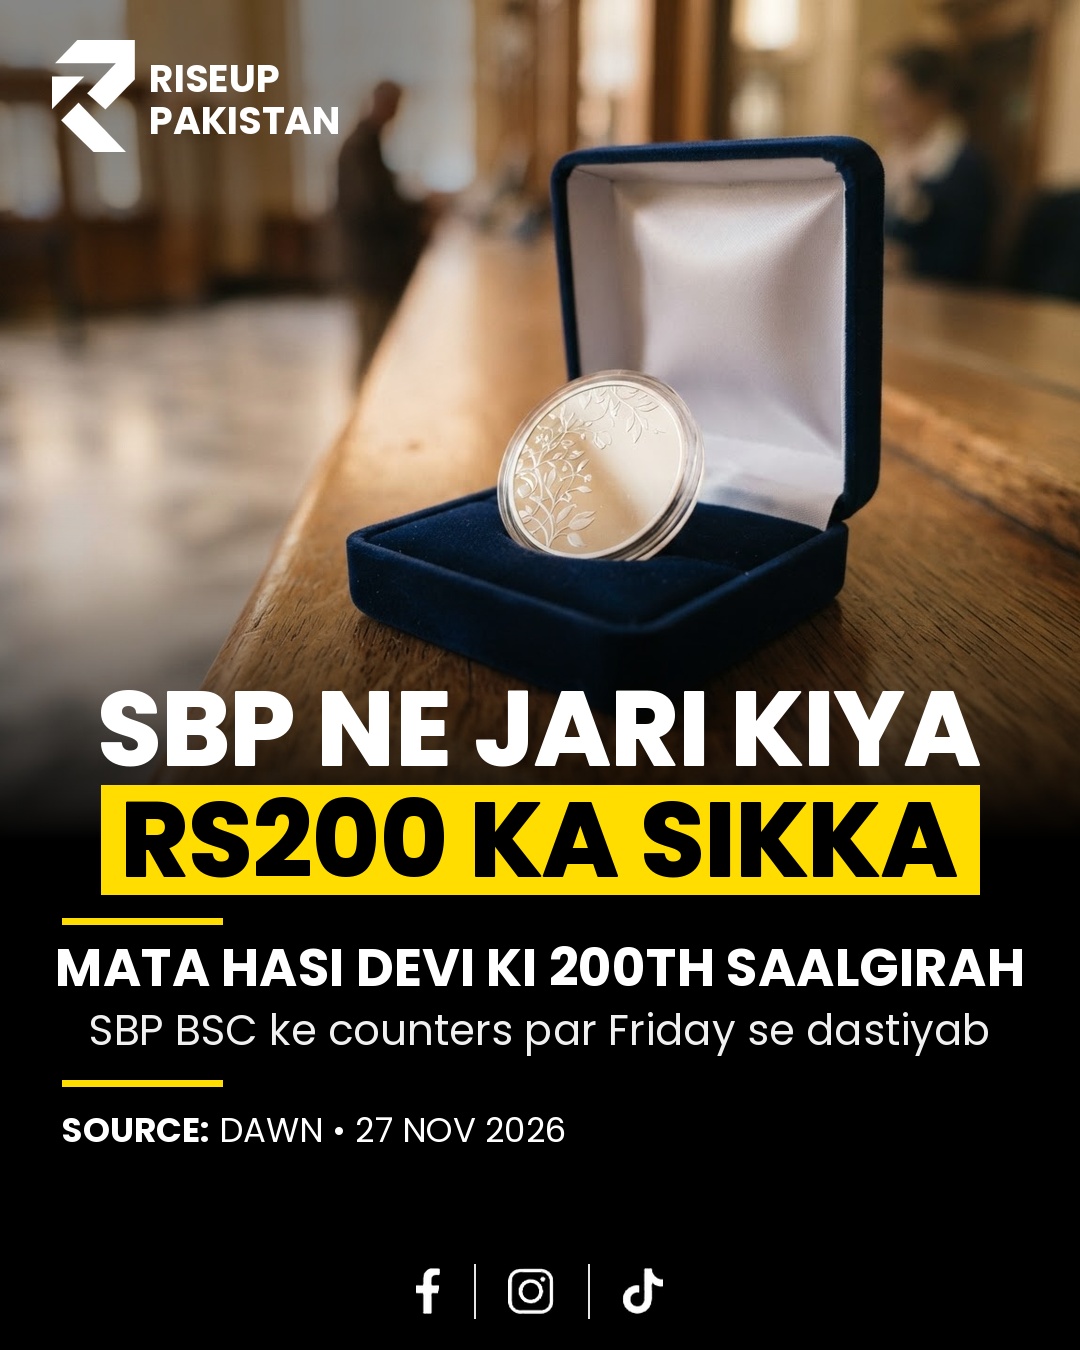 RISEUP
PAKISTAN
SBP NE JARI KIYA
RS200 KA SIKKA
MATA HASI DEVI KI 200TH SAALGIRAH
SBP BSC ke counters par Friday se dastiyab
SOURCE: DAWN • 27 NOV 2026